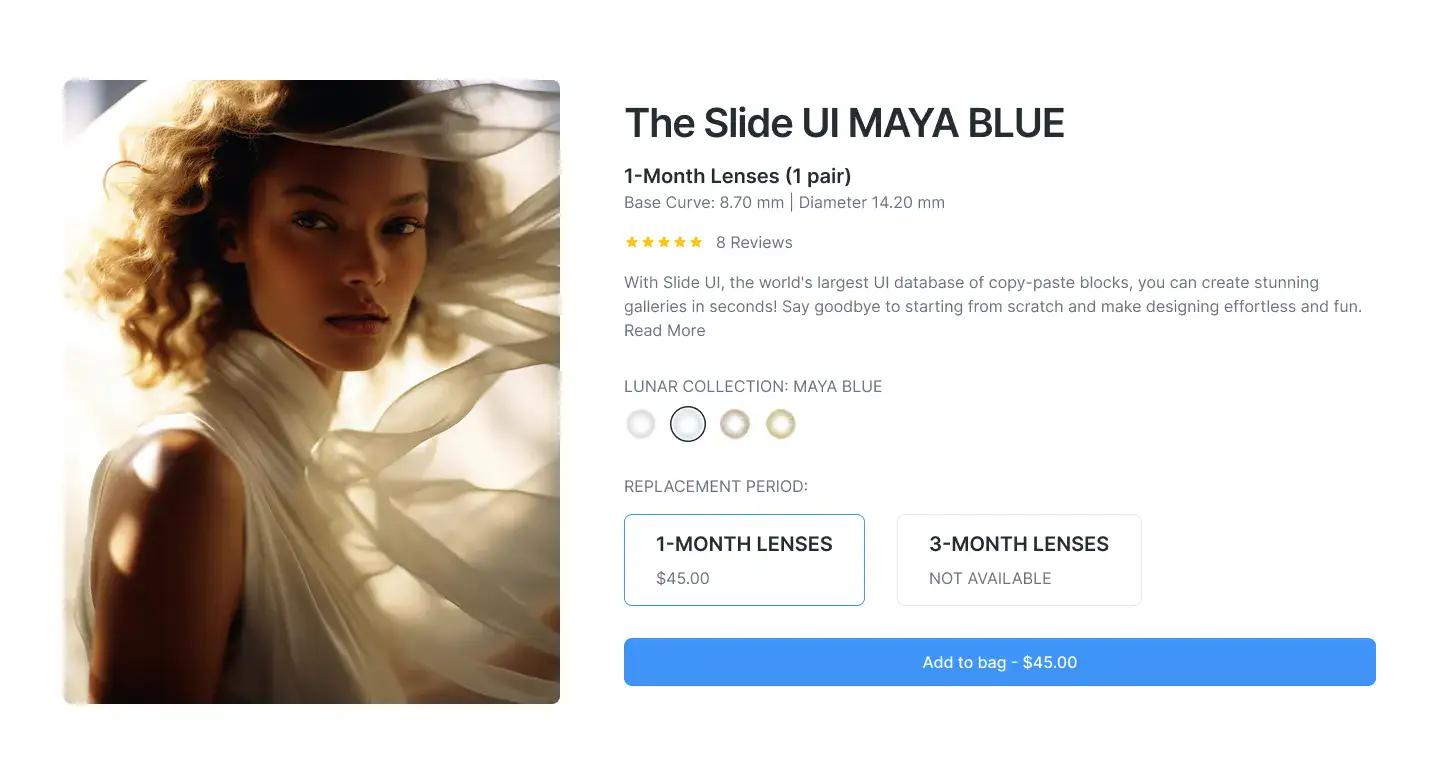 The Slide UI MAYA BLUE
1-Month Lenses (1 pair)
Base Curve: 8.70 mm | Diameter 14.20 mm
8 Reviews
With Slide UI, the world's largest UI database of copy-paste blocks, you can create stunning
galleries in seconds! Say goodbye to starting from scratch and make designing effortless and fun.
Read More
LUNAR COLLECTION: MAYA BLUE
REPLACEMENT PERIOD:
1-MONTH LENSES
$45.00
3-MONTH LENSES
NOT AVAILABLE
Add to bag - $45.00